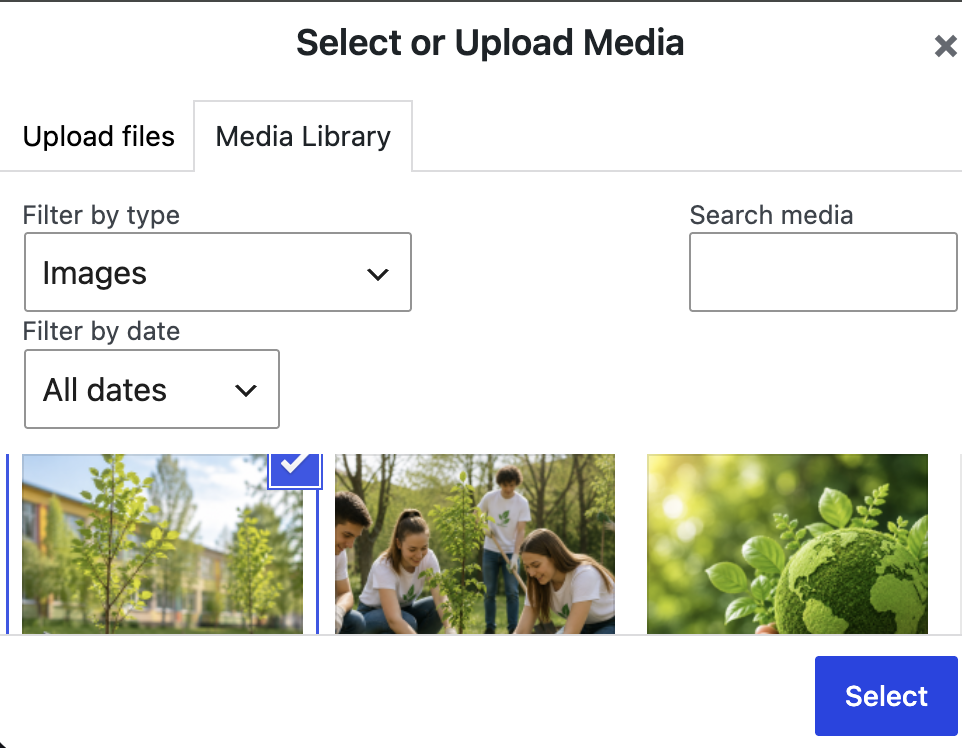 Select or Upload Media
Upload files
Media Library
Filter by type
Search media
Images
Filter by date
All dates
Select